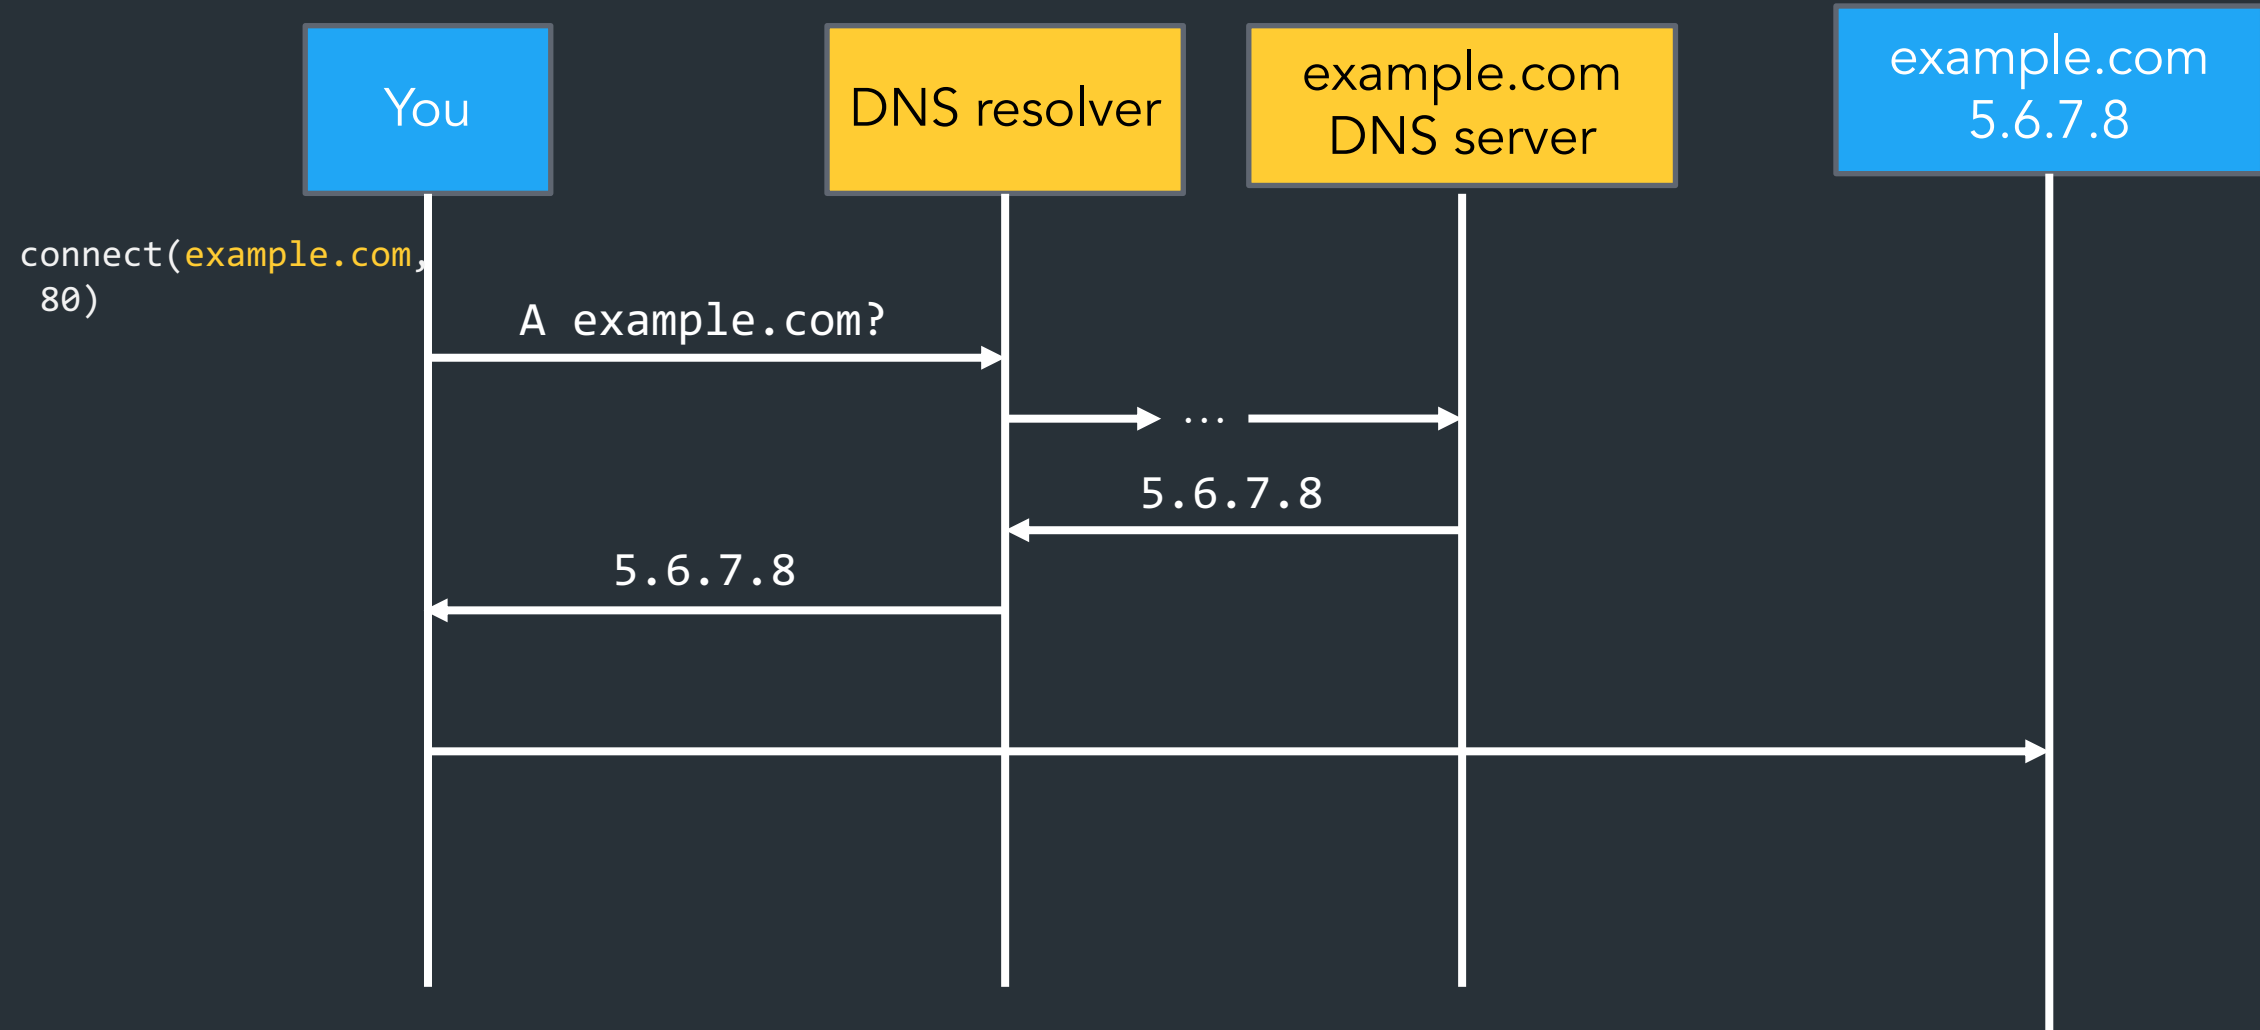 You
DNS resolver
example.com
DNS server
example.com
5.6.7.8
connect(example.com,
80)
A example.com?
...
5.6.7.8
5.6.7.8